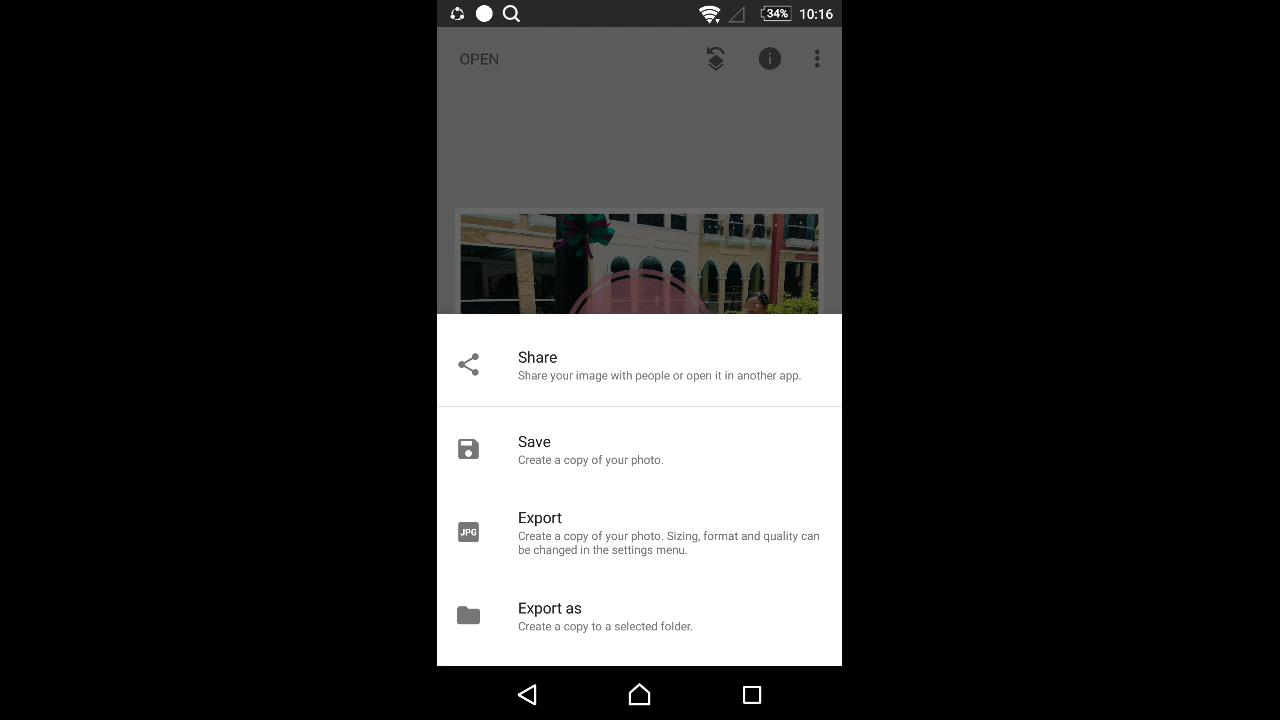 34% 10:16
OPEN
Share
Share your image with people or open it in another app.
Save
Create a copy of your photo.
JPG
Export
Create a copy of your photo. Sizing, format and quality can
be changed in the settings menu.
Export as
Create a copy to a selected folder.